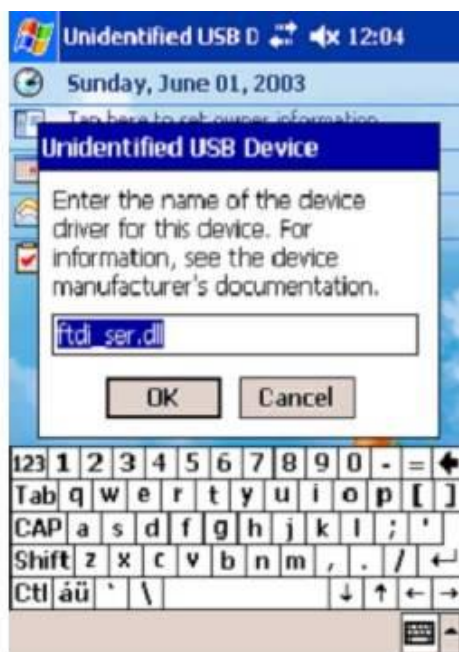 Unidentified USB D 12:04
Sunday, June 01, 2003
Tap here to set owner information
Unidentified USB Device
Enter the name of the device
driver for this device. For
information, see the device
manufacturer's documentation.
ftdi_ser.dll
OK Cancel
123 1 2 3 4 5 6 7 8 9 0 - =
Tab q w e r t y u i o p [ ]
CAP a s d f g h j k l ; '
Shift z x c v b n m , . /
Ctl áü ` \